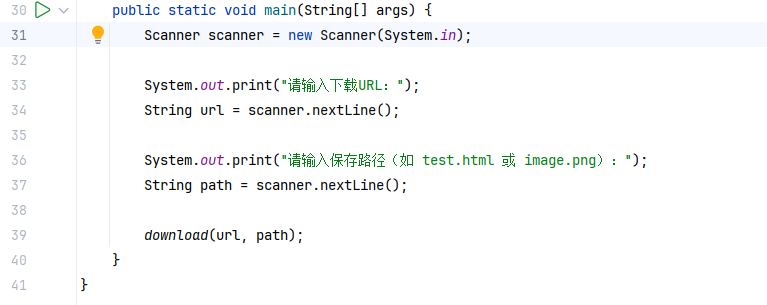 30 public static void main(String[] args) {
31 Scanner scanner = new Scanner(System.in);
32
33 System.out.print("请输入下载URL：");
34 String url = scanner.nextLine();
35
36 System.out.print("请输入保存路径（如 test.html 或 image.png）：");
37 String path = scanner.nextLine();
38
39 download(url, path);
40 }
41 }